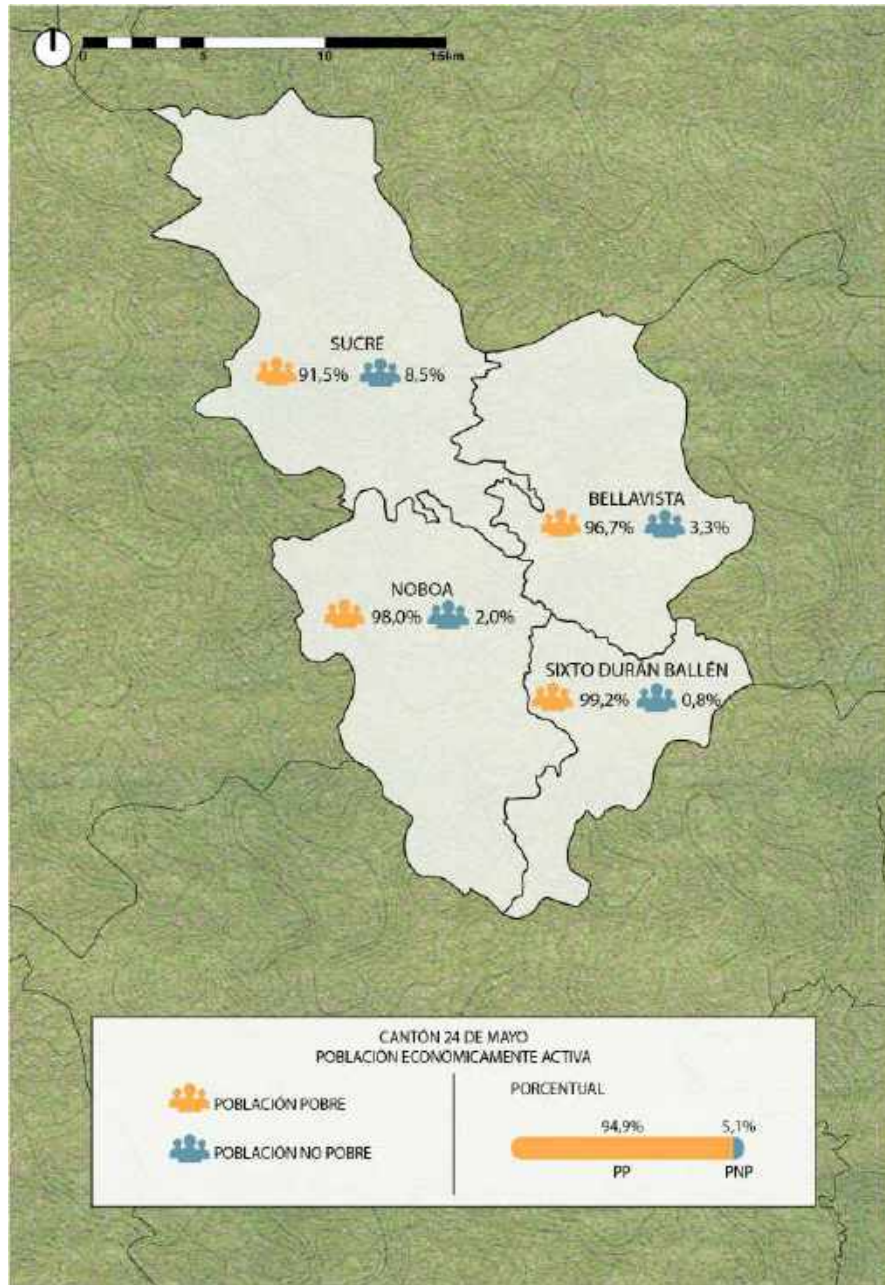 0 5 10 15km
SUCRE
91,5% 8,5%
BELLAVISTA
96,7% 3,3%
NOBOA
98,0% 2,0%
SIXTO DURÁN BALLÉN
99,2% 0,8%
CANTÓN 24 DE MAYO
POBLACIÓN ECONOMICAMENTE ACTIVA
POBLACIÓN POBRE
POBLACIÓN NO POBRE
PORCENTUAL
94,9% 5,1%
PP PNP